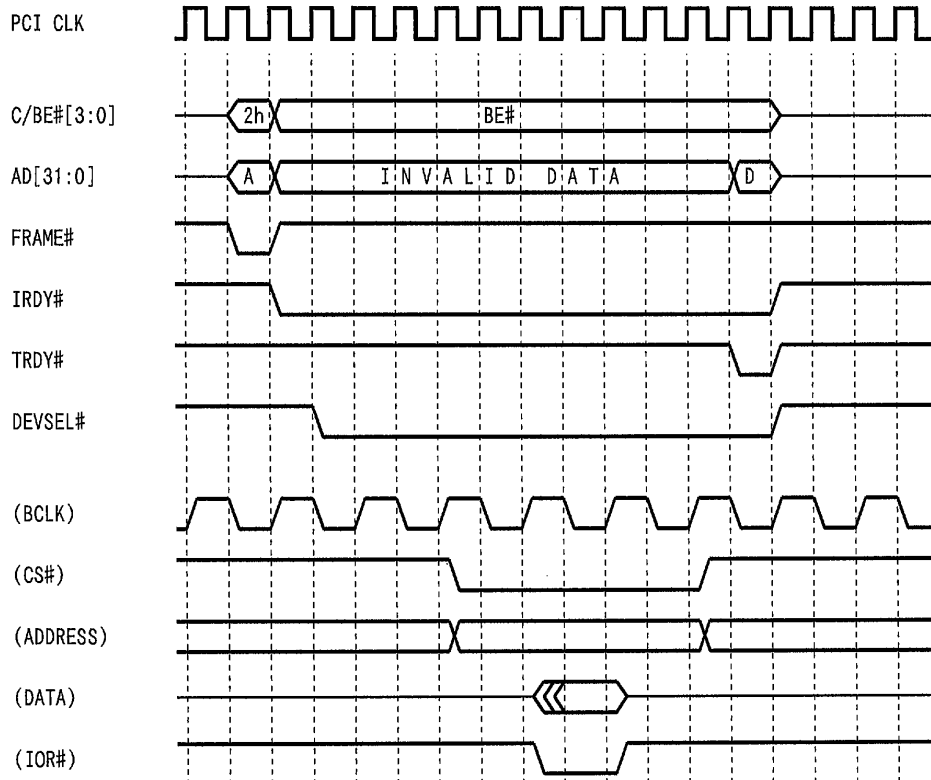 PCI CLK
C/BE#[3:0]
2h
BE#
AD[31:0]
A
INVALID DATA
D
FRAME#
IRDY#
TRDY#
DEVSEL#
(BCLK)
(CS#)
(ADDRESS)
(DATA)
(IOR#)